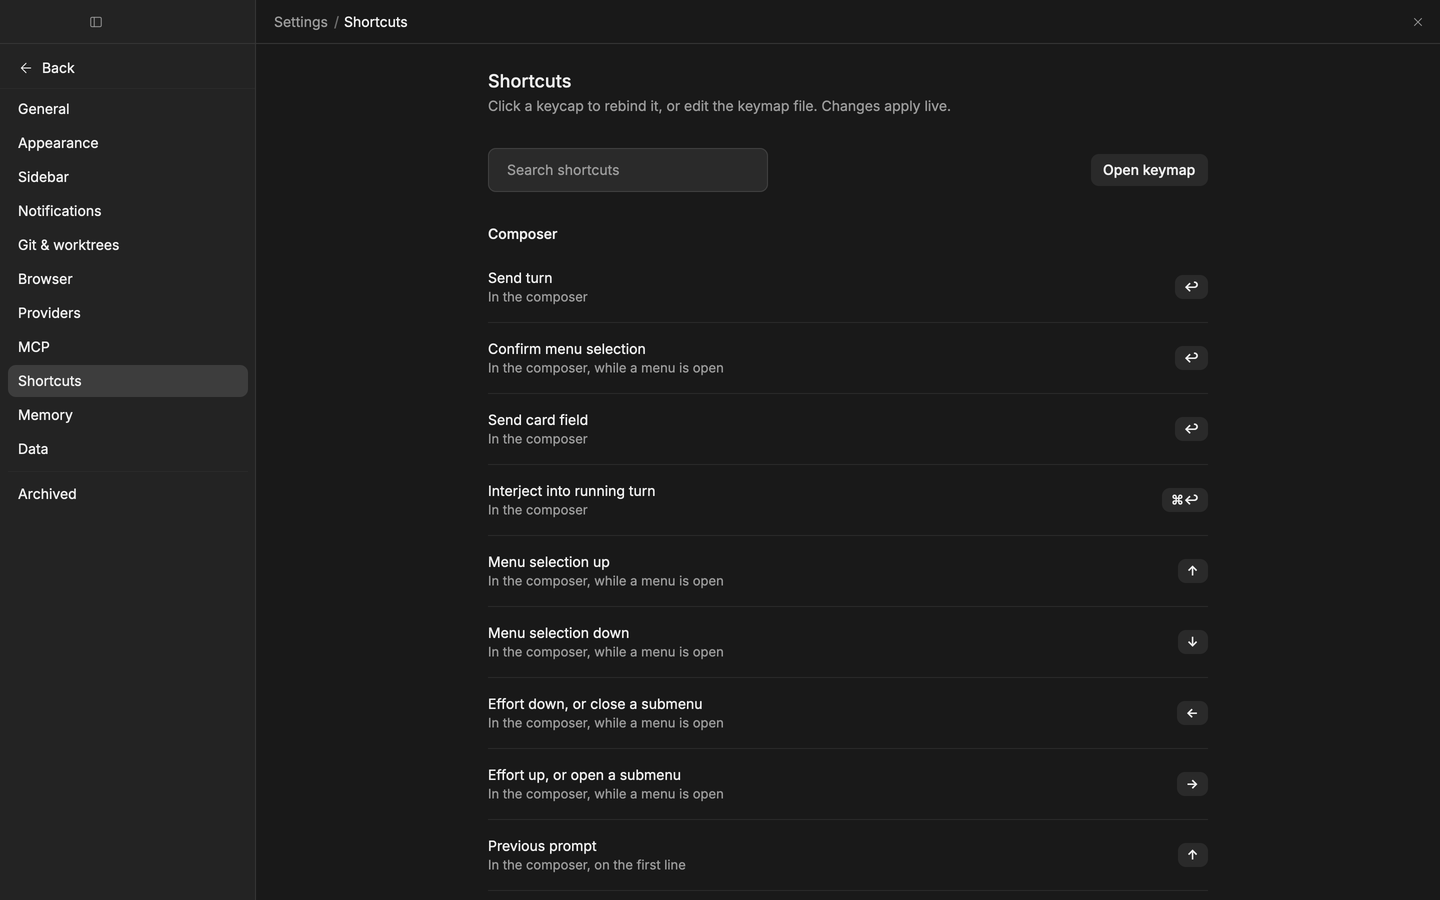 Settings / Shortcuts
Back
General
Appearance
Sidebar
Notifications
Git & worktrees
Browser
Providers
MCP
Shortcuts
Memory
Data
Archived
Shortcuts
Click a keycap to rebind it, or edit the keymap file. Changes apply live.
Search shortcuts
Open keymap
Composer
Send turn
In the composer
↩
Confirm menu selection
In the composer, while a menu is open
↩
Send card field
In the composer
↩
Interject into running turn
In the composer
⌘↩
Menu selection up
In the composer, while a menu is open
↑
Menu selection down
In the composer, while a menu is open
↓
Effort down, or close a submenu
In the composer, while a menu is open
←
Effort up, or open a submenu
In the composer, while a menu is open
→
Previous prompt
In the composer, on the first line
↑